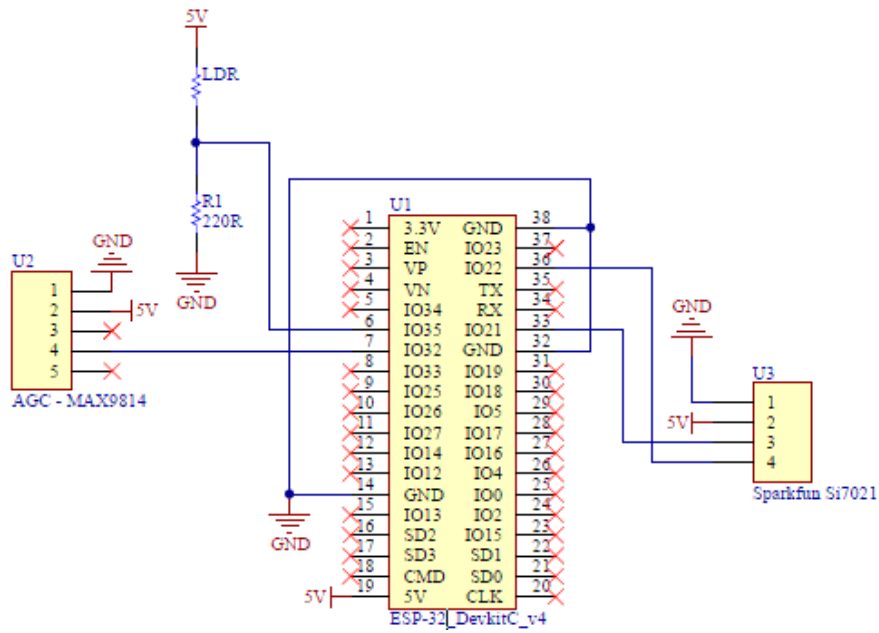 5V
LDR
R1
220R
GND
U2
GND
1
2
3
4
5
5V
AGC - MAX9814
U1
1 3.3V GND 38
2 EN IO23 37
3 VP IO22 36
4 VN TX 35
5 IO34 RX 34
6 IO35 IO21 33
7 IO32 GND 32
8 IO33 IO19 31
9 IO25 IO18 30
10 IO26 IO5 29
11 IO27 IO17 28
12 IO14 IO16 27
13 IO12 IO4 26
14 GND IO0 25
15 IO13 IO2 24
16 SD2 IO15 23
17 SD3 SD1 22
18 CMD SD0 21
19 5V CLK 20
GND
5V
ESP-32_DevkitC_v4
GND
U3
1
2
3
4
5V
Sparkfun Si7021